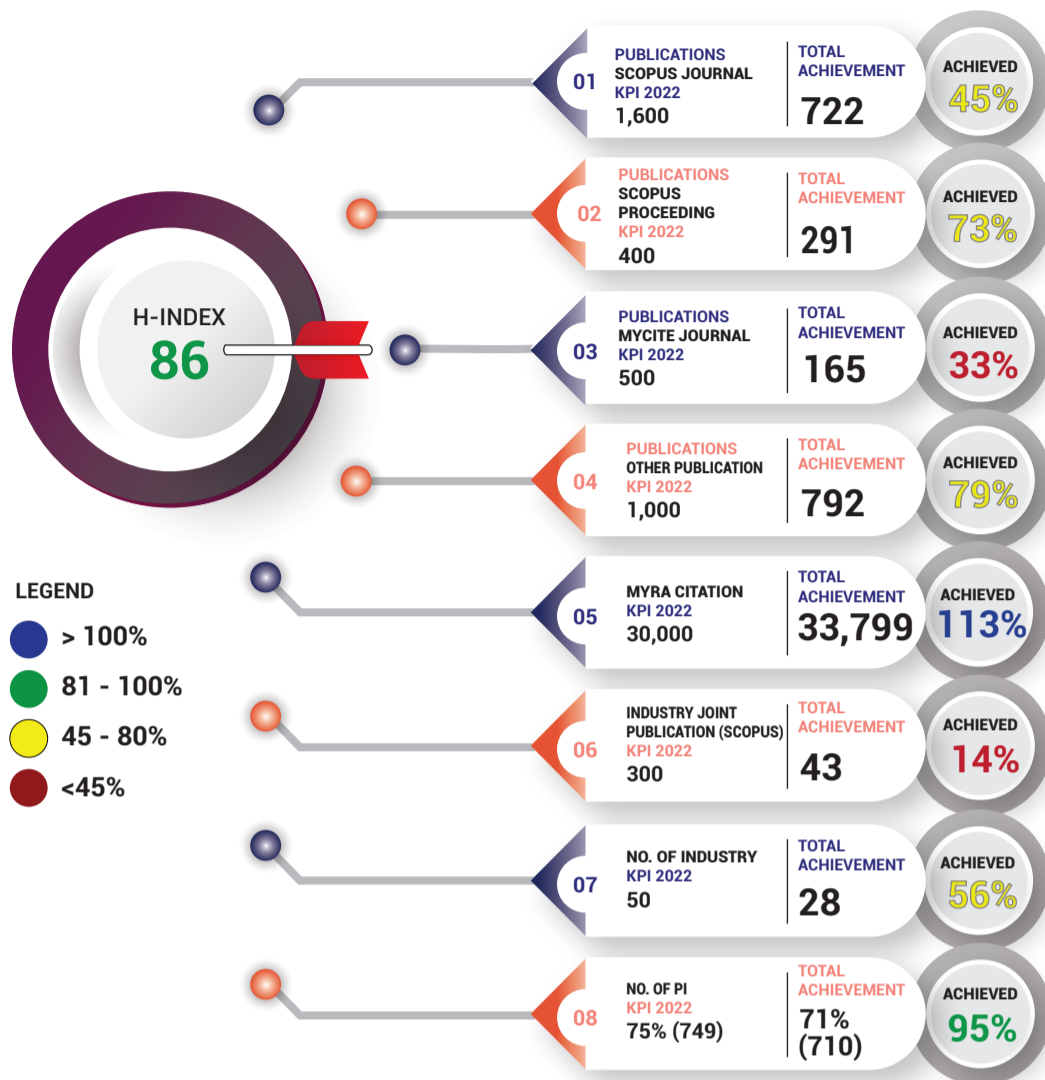 01
PUBLICATIONS
SCOPUS JOURNAL
KPI 2022
1,600
TOTAL
ACHIEVEMENT
722
ACHIEVED
45%
02
PUBLICATIONS
SCOPUS
PROCEEDING
KPI 2022
400
TOTAL
ACHIEVEMENT
291
ACHIEVED
73%
H-INDEX
86
03
PUBLICATIONS
MYCITE JOURNAL
KPI 2022
500
TOTAL
ACHIEVEMENT
165
ACHIEVED
33%
04
PUBLICATIONS
OTHER PUBLICATION
KPI 2022
1,000
TOTAL
ACHIEVEMENT
792
ACHIEVED
79%
LEGEND
> 100%
81 - 100%
45 - 80%
<45%
05
MYRA CITATION
KPI 2022
30,000
TOTAL
ACHIEVEMENT
33,799
ACHIEVED
113%
06
INDUSTRY JOINT
PUBLICATION (SCOPUS)
KPI 2022
300
TOTAL
ACHIEVEMENT
43
ACHIEVED
14%
07
NO. OF INDUSTRY
KPI 2022
50
TOTAL
ACHIEVEMENT
28
ACHIEVED
56%
08
NO. OF PI
KPI 2022
75% (749)
TOTAL
ACHIEVEMENT
71%
(710)
ACHIEVED
95%